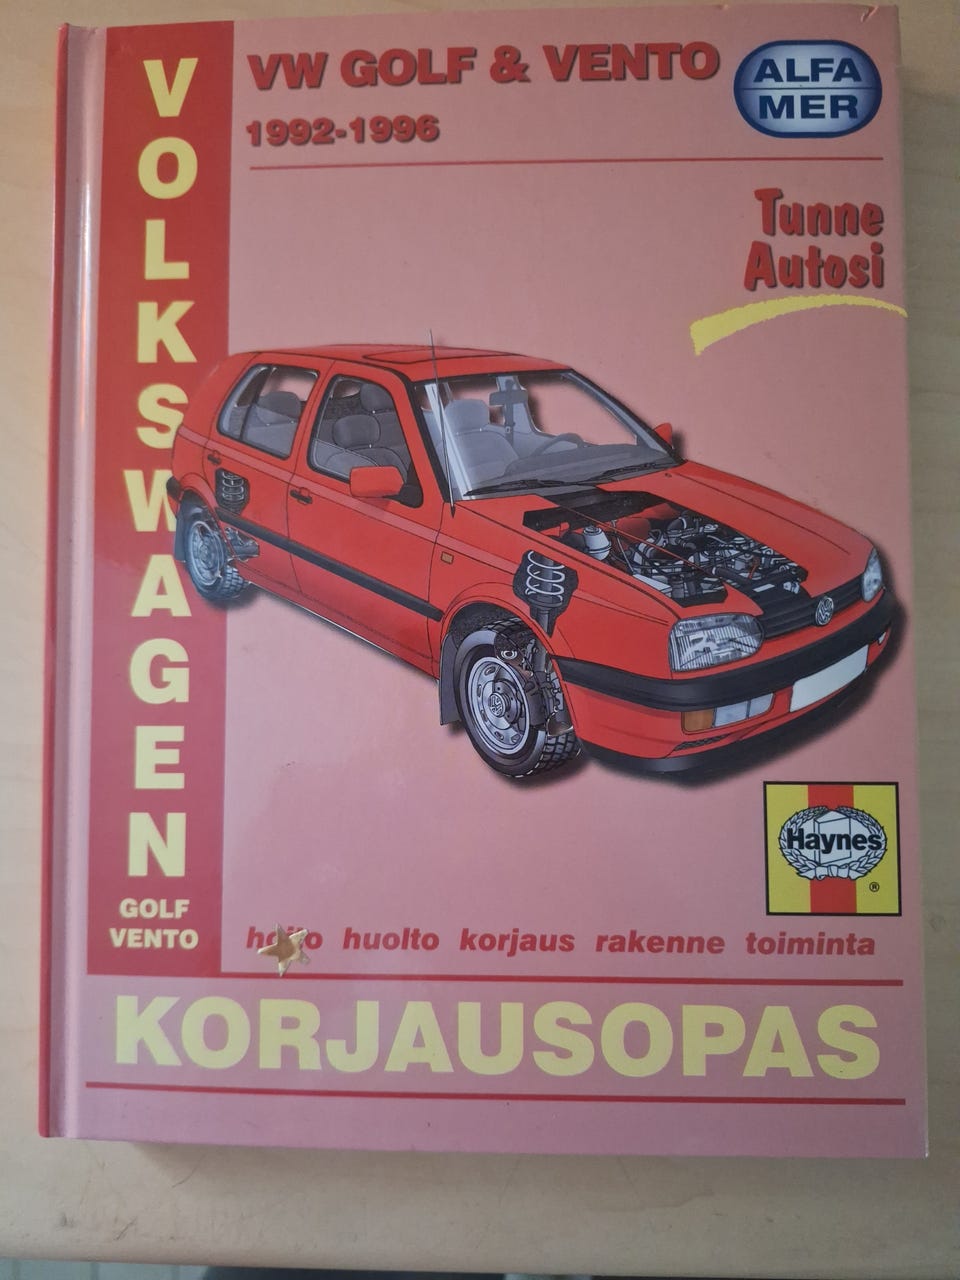 VOLKSWAGEN
GOLF
VENTO
VW GOLF & VENTO
1992-1996
ALFA
MER
Tunne
Autosi
Haynes
®
huolto korjaus rakenne toiminta
KORJAUSOPAS